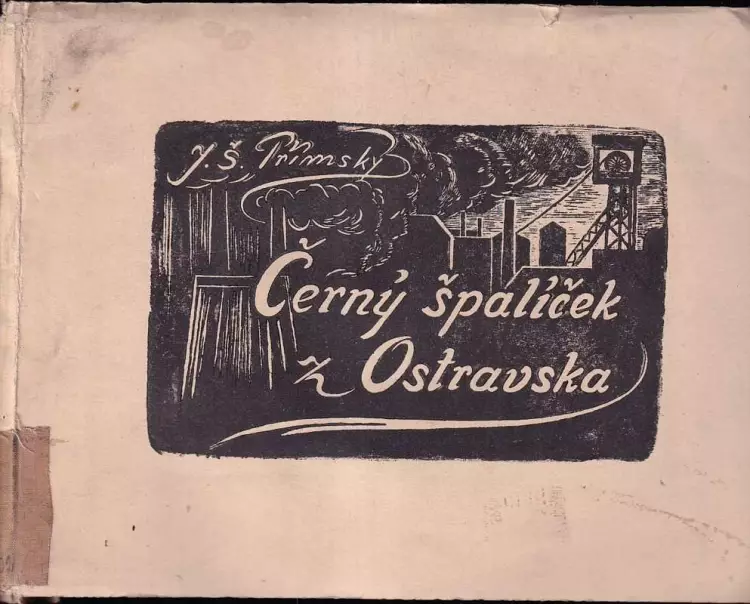 J. Š. Přímský
Černý špalíček
z Ostravska